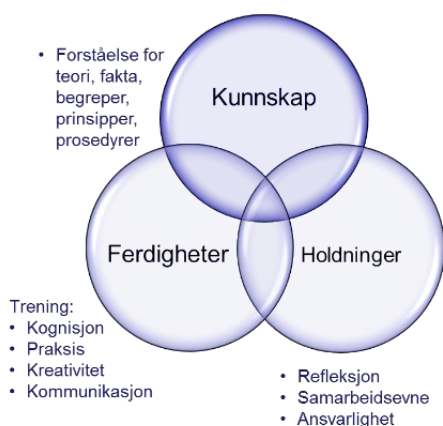 • Forståelse for
teori, fakta,
begreper,
prinsipper,
prosedyrer
Kunnskap
Ferdigheter
Holdninger
Trening:
• Kognisjon
• Praksis
• Kreativitet
• Kommunikasjon
• Refleksjon
• Samarbeidsevne
• Ansvarlighet